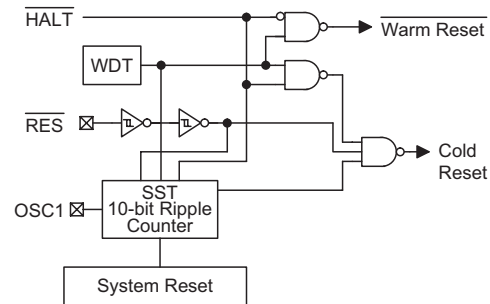 HALT
Warm Reset
WDT
RES
Cold
Reset
SST
10-bit Ripple
Counter
OSC1
System Reset